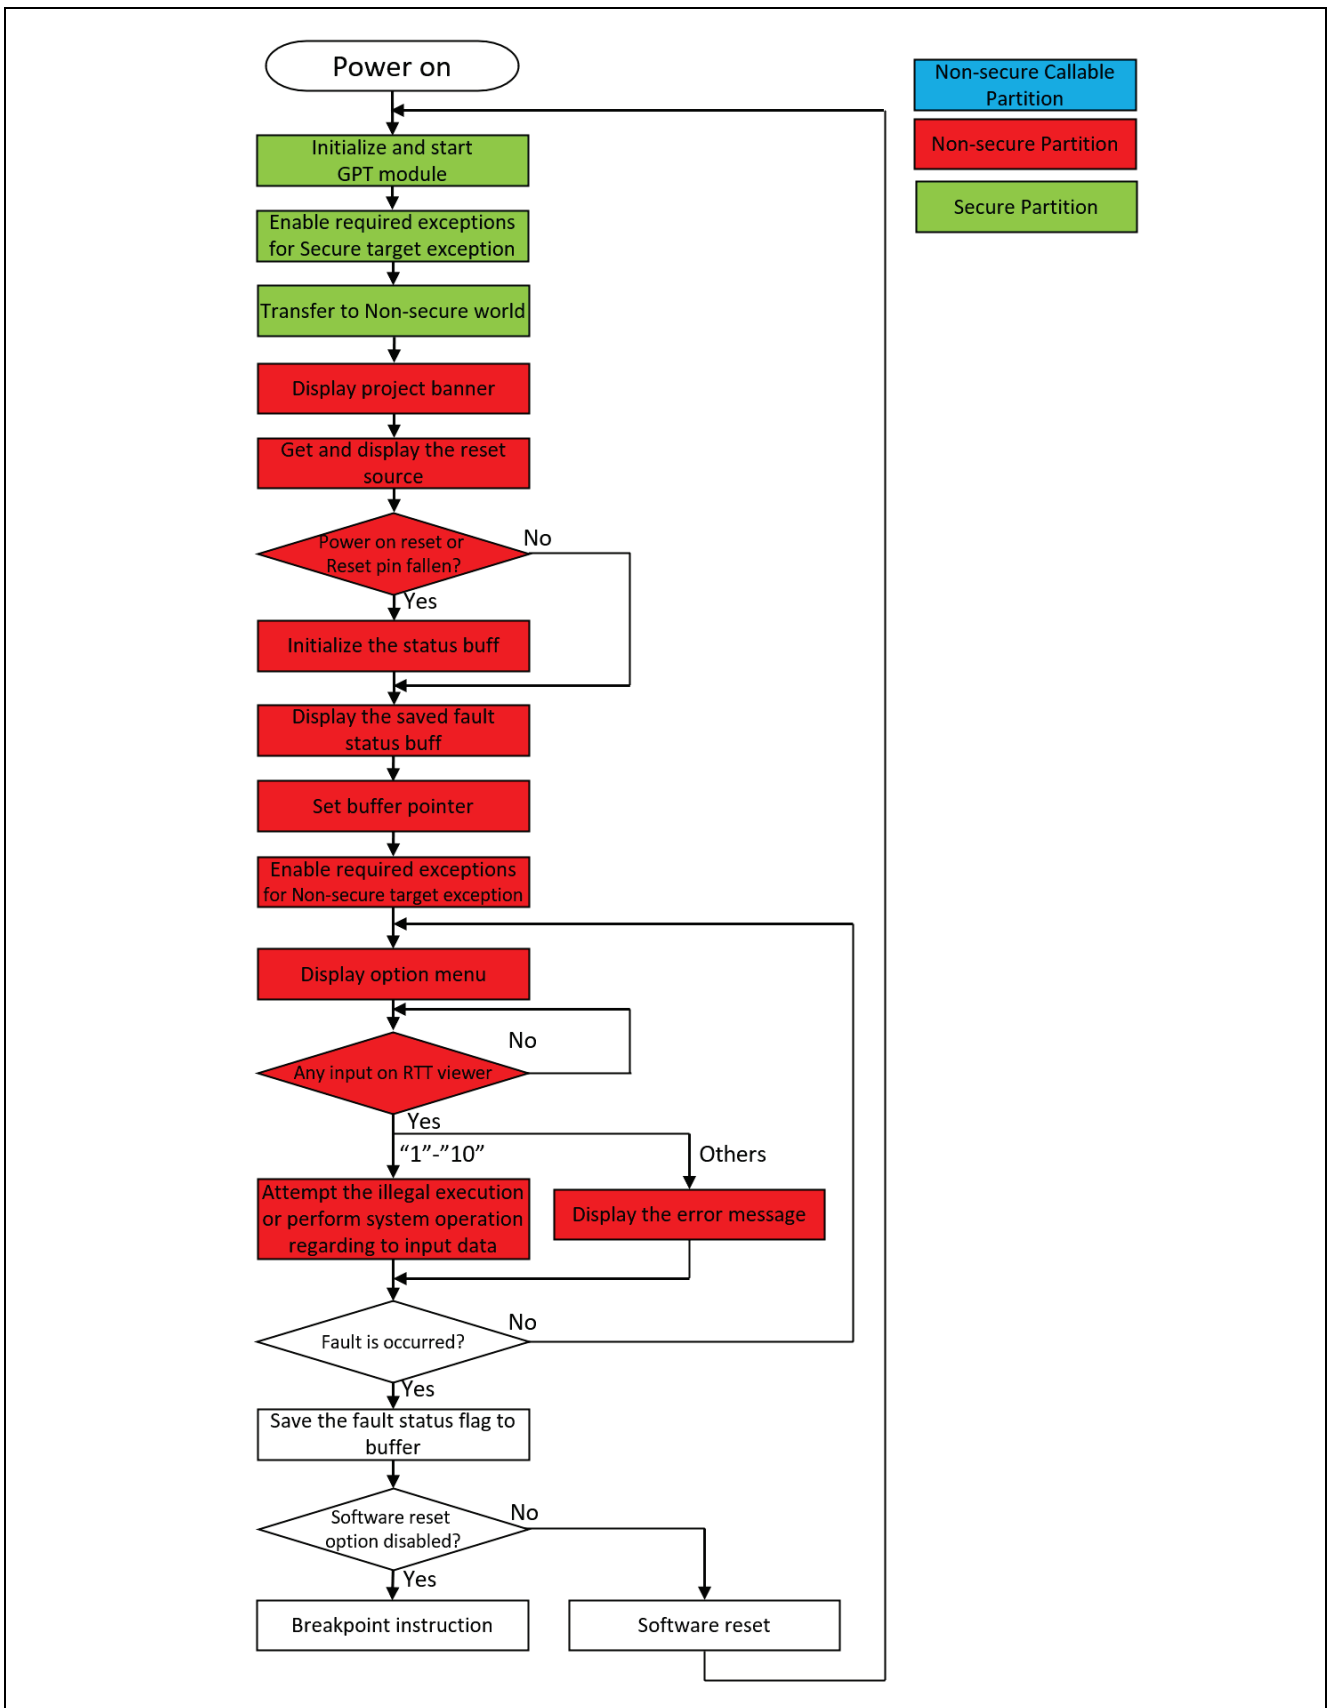 Power on
Non-secure Callable
Partition
Non-secure Partition
Secure Partition
Initialize and start
GPT module
Enable required exceptions
for Secure target exception
Transfer to Non-secure world
Display project banner
Get and display the reset
source
Power on reset or
Reset pin fallen?
No
Yes
Initialize the status buff
Display the saved fault
status buff
Set buffer pointer
Enable required exceptions
for Non-secure target exception
Display option menu
Any input on RTT viewer
No
Yes
“1”-”10”
Others
Attempt the illegal execution
or perform system operation
regarding to input data
Display the error message
Fault is occurred?
No
Yes
Save the fault status flag to
buffer
Software reset
option disabled?
No
Yes
Breakpoint instruction
Software reset